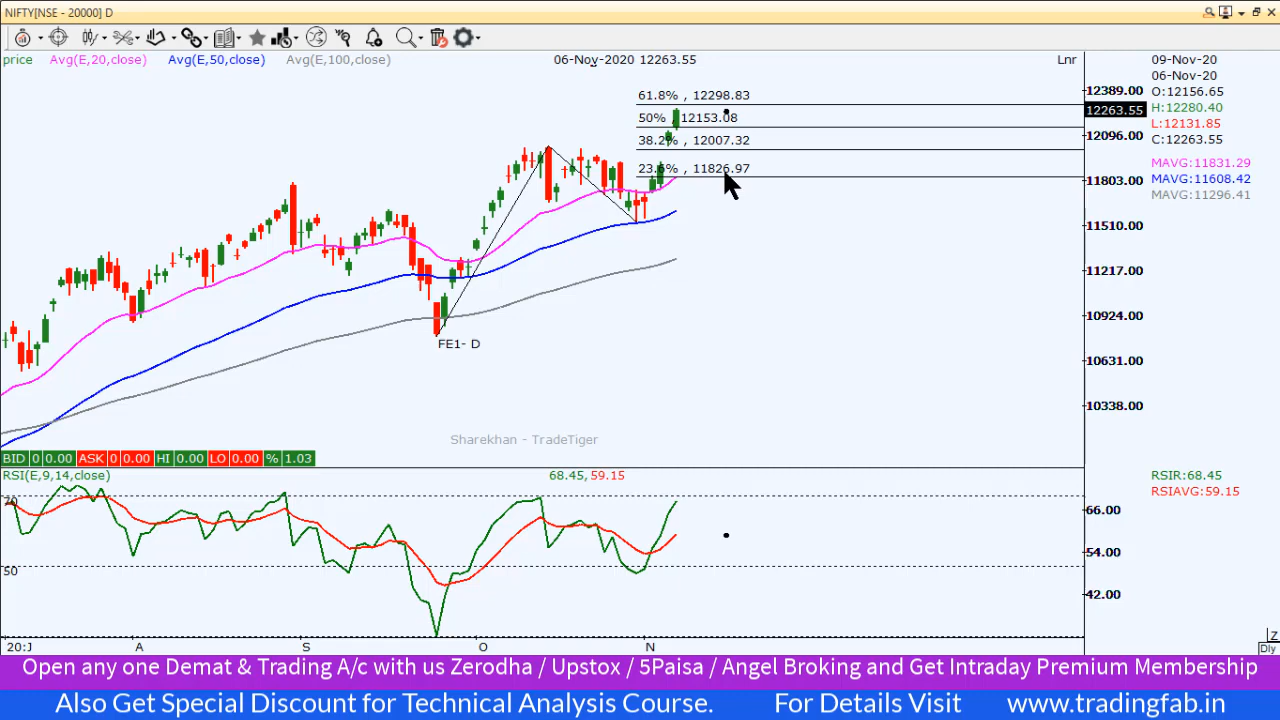 NIFTY[NSE - 20000] D
price Avg(E,20,close) Avg(E,50,close) Avg(E,100,close) 06-Nov-2020 12263.55 Lnr
09-Nov-20
06-Nov-20
O:12156.65
H:12280.40
L:12131.85
C:12263.55
MAVG:11831.29
MAVG:11608.42
MAVG:11296.41
61.8% , 12298.83
50% , 12153.08
38.2% , 12007.32
23.6% , 11826.97
12389.00
12263.55
12096.00
11803.00
11510.00
11217.00
10924.00
10631.00
10338.00
FE1- D
Sharekhan - TradeTiger
BID 0 0.00 ASK 0 0.00 HI 0.00 LO 0.00 % 1.03
RSI(E,9,14,close) 68.45, 59.15
RSIR:68.45
RSIAVG:59.15
70
50
66.00
54.00
42.00
20:J A S O N
Z
Dly
Open any one Demat & Trading A/c with us Zerodha / Upstox / 5Paisa / Angel Broking and Get Intraday Premium Membership
Also Get Special Discount for Technical Analysis Course. For Details Visit www.tradingfab.in